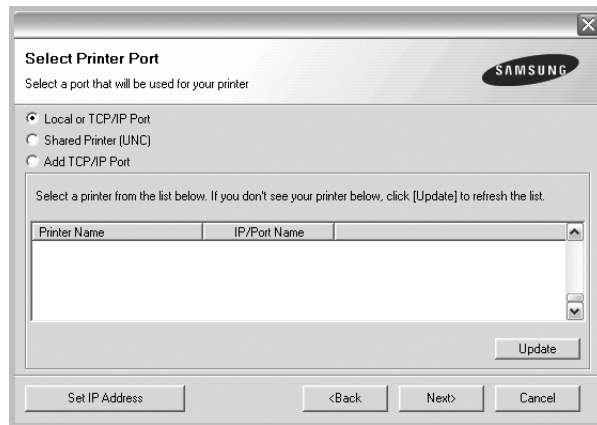 Select Printer Port
Select a port that will be used for your printer
SAMSUNG
Local or TCP/IP Port
Shared Printer (UNC)
Add TCP/IP Port
Select a printer from the list below. If you don't see your printer below, click [Update] to refresh the list.
Printer Name IP/Port Name
Update
Set IP Address <Back Next> Cancel